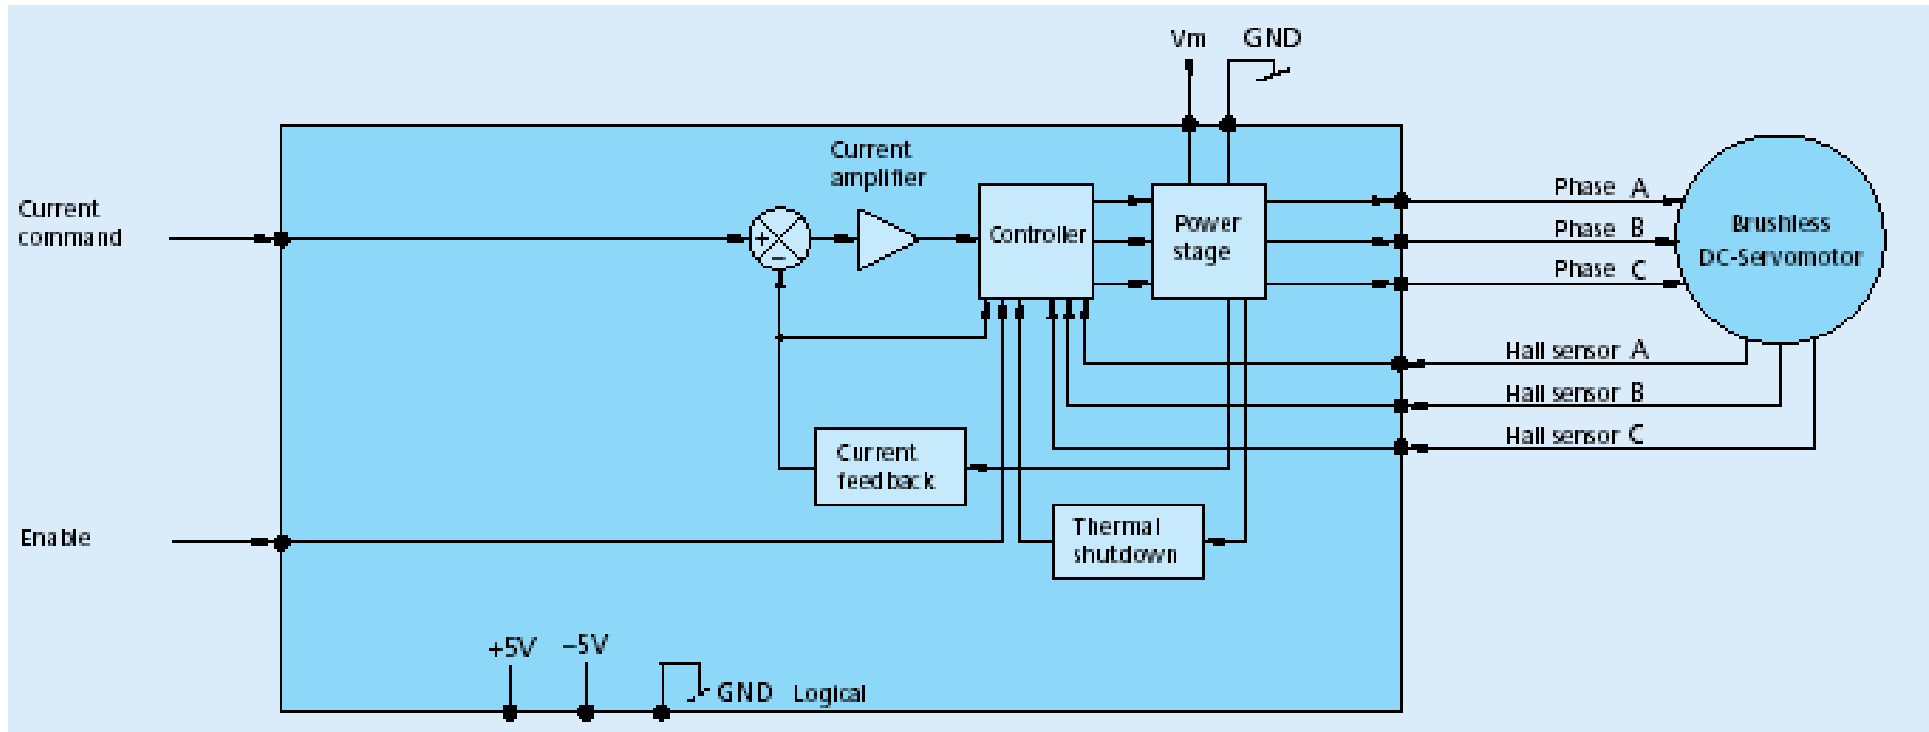 Vm GND
Current
amplifier
Current
command
+
−
Controller
Power
stage
Phase A
Phase B
Phase C
Brushless
DC-Servomotor
Hall sensor A
Hall sensor B
Hall sensor C
Current
feedback
Enable
Thermal
shutdown
+5V −5V
GND Logical